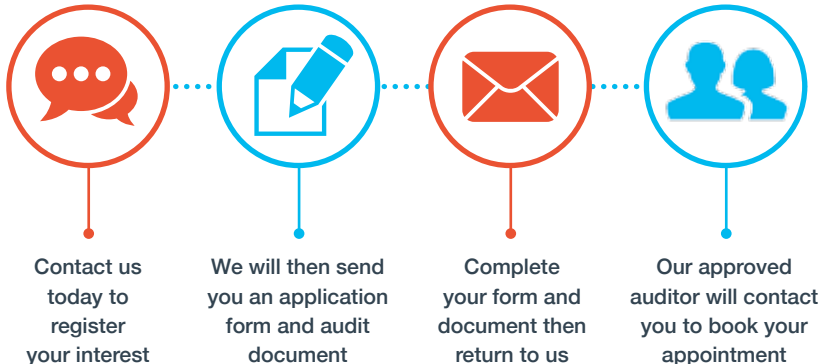 Contact us
today to
register
your interest
We will then send
you an application
form and audit
document
Complete
your form and
document then
return to us
Our approved
auditor will contact
you to book your
appointment